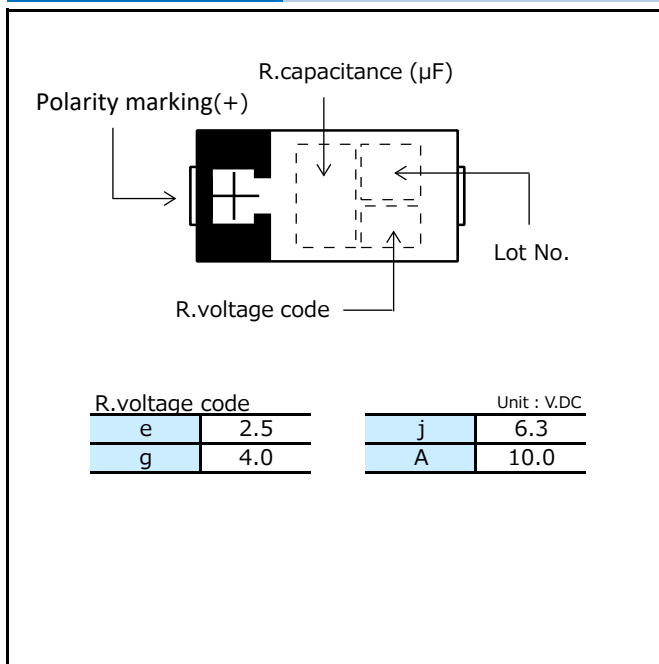 R.capacitance (μF)
Polarity marking(+)
Lot No.
R.voltage code
R.voltage code
Unit : V.DC
e 2.5 j 6.3
g 4.0 A 10.0